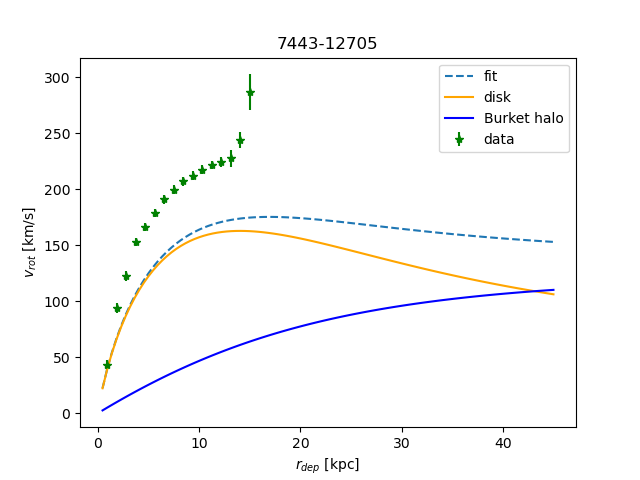 7443-12705
300
250
200
150
100
50
0
v_rot [km/s]
fit
disk
Burket halo
data
0 10 20 30 40
r_dep [kpc]